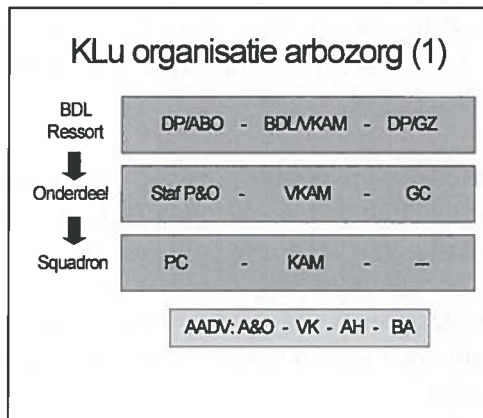 KLu organisatie arbozorg (1)
BDL
Ressort
DP/ABO - BDL/VKAM - DP/GZ
Onderdeel
Staf P&O - VKAM - GC
Squadron
PC - KAM - —
AADV: A&O - VK - AH - BA